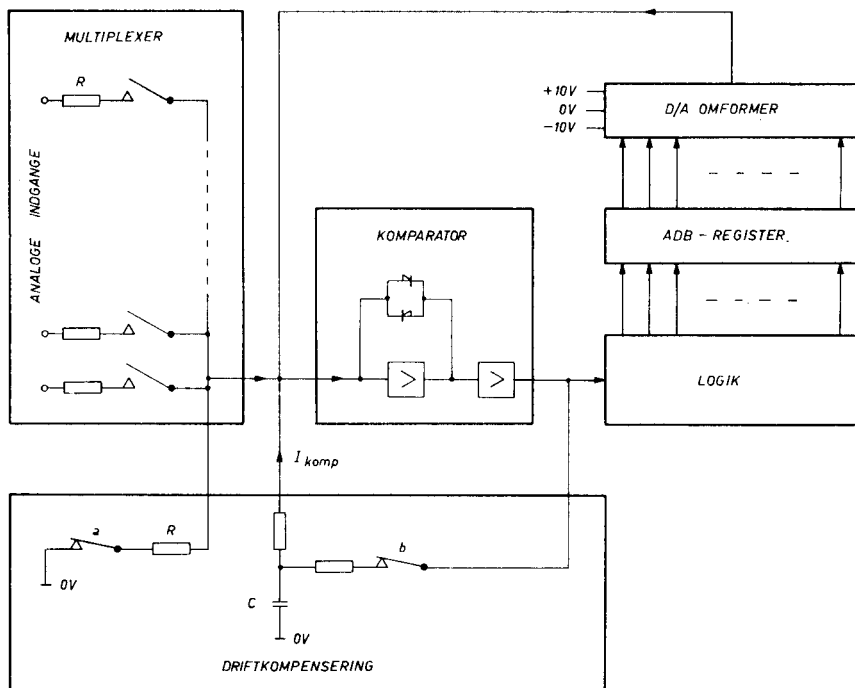 MULTIPLEXER
R
ANALOGE INDGANGE
+10V
0V
-10V
D/A OMFORMER
ADB - REGISTER.
KOMPARATOR
>
>
LOGIK
I komp
a
R
0V
b
C
0V
DRIFTKOMPENSERING